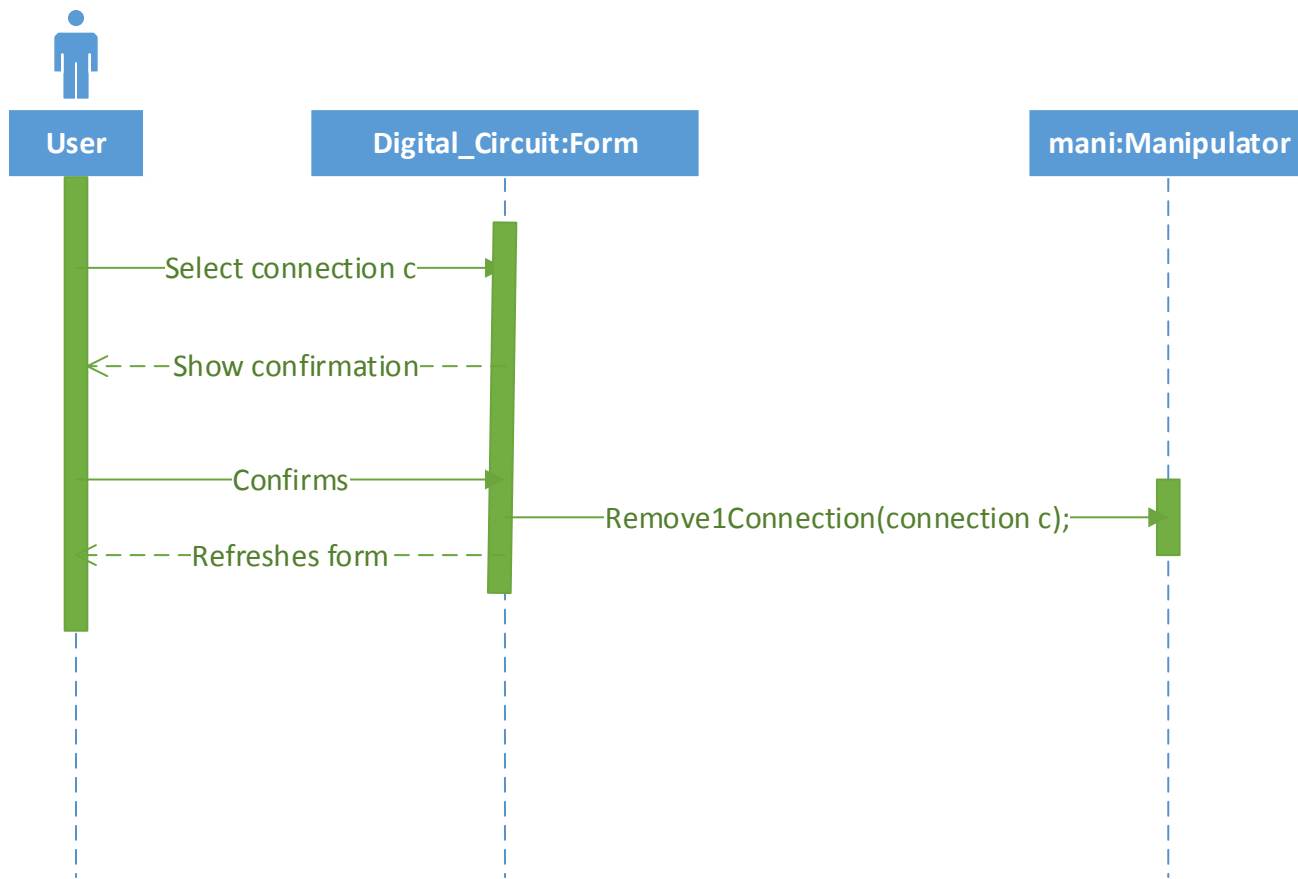 User
Digital_Circuit:Form
mani:Manipulator
Select connection c
Show confirmation
Confirms
Remove1Connection(connection c);
Refreshes form